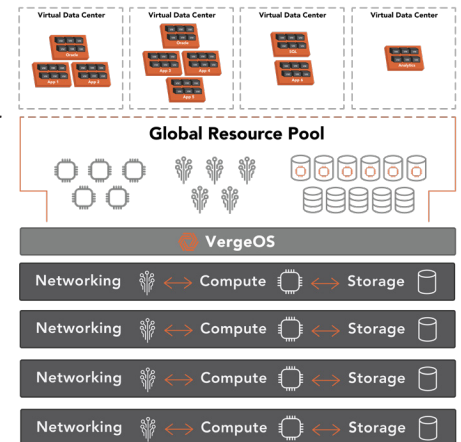 Virtual Data Center
Virtual Data Center
Virtual Data Center
Virtual Data Center
Oracle
App 1
App 2
Oracle
App 3
App 4
App 5
SQL
App 6
Analytics
Global Resource Pool
VergeOS
Networking Compute Storage
Networking Compute Storage
Networking Compute Storage
Networking Compute Storage